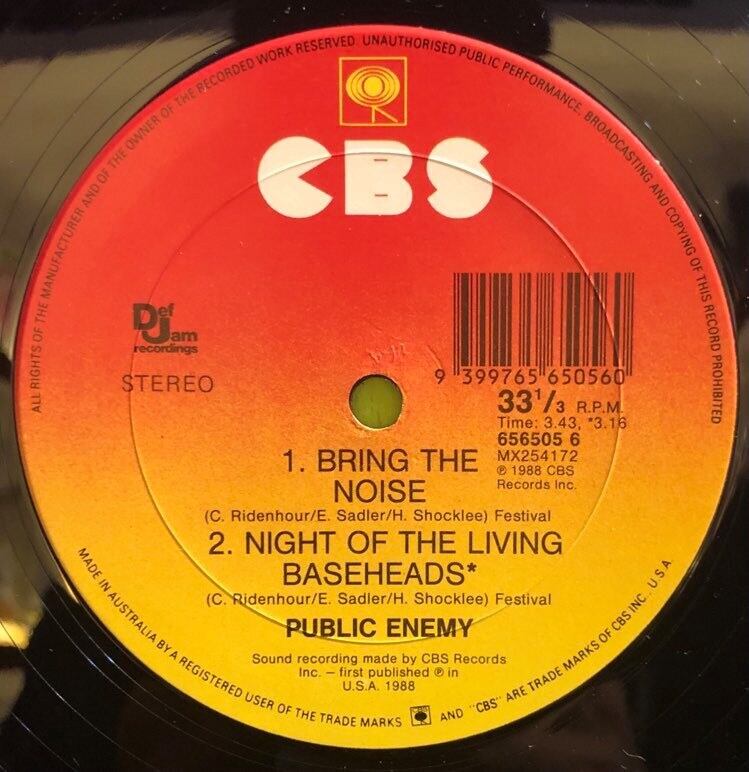 ALL RIGHTS OF THE MANUFACTURER AND OF THE OWNER OF THE RECORDED WORK RESERVED. UNAUTHORISED PUBLIC PERFORMANCE, BROADCASTING AND COPYING OF THIS RECORD PROHIBITED
CBS
Def
Jam
recordings
STEREO
9 399765 650560
33 1/3 R.P.M.
Time: 3.43, *3.16
656505 6
MX254172
℗ 1988 CBS
Records Inc.
1. BRING THE
NOISE
(C. Ridenhour/E. Sadler/H. Shocklee) Festival
2. NIGHT OF THE LIVING
BASEHEADS*
(C. Ridenhour/E. Sadler/H. Shocklee) Festival
PUBLIC ENEMY
Sound recording made by CBS Records
Inc. – first published ℗ in
U.S.A. 1988
MADE IN AUSTRALIA BY A REGISTERED USER OF THE TRADE MARKS CBS AND "CBS" ARE TRADE MARKS OF CBS INC., U.S.A.